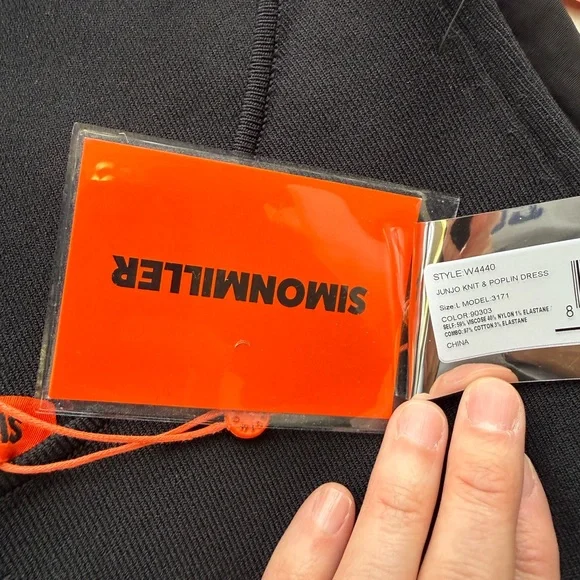 SIMONMILLER
STYLE:W4440
JUNJO KNIT & POPLIN DRESS
Size:L MODEL:3171
COLOR:90303
SELF: 59% VISCOSE 40% NYLON 1% ELASTANE
COMBO: 97% COTTON 3% ELASTANE
CHINA
8